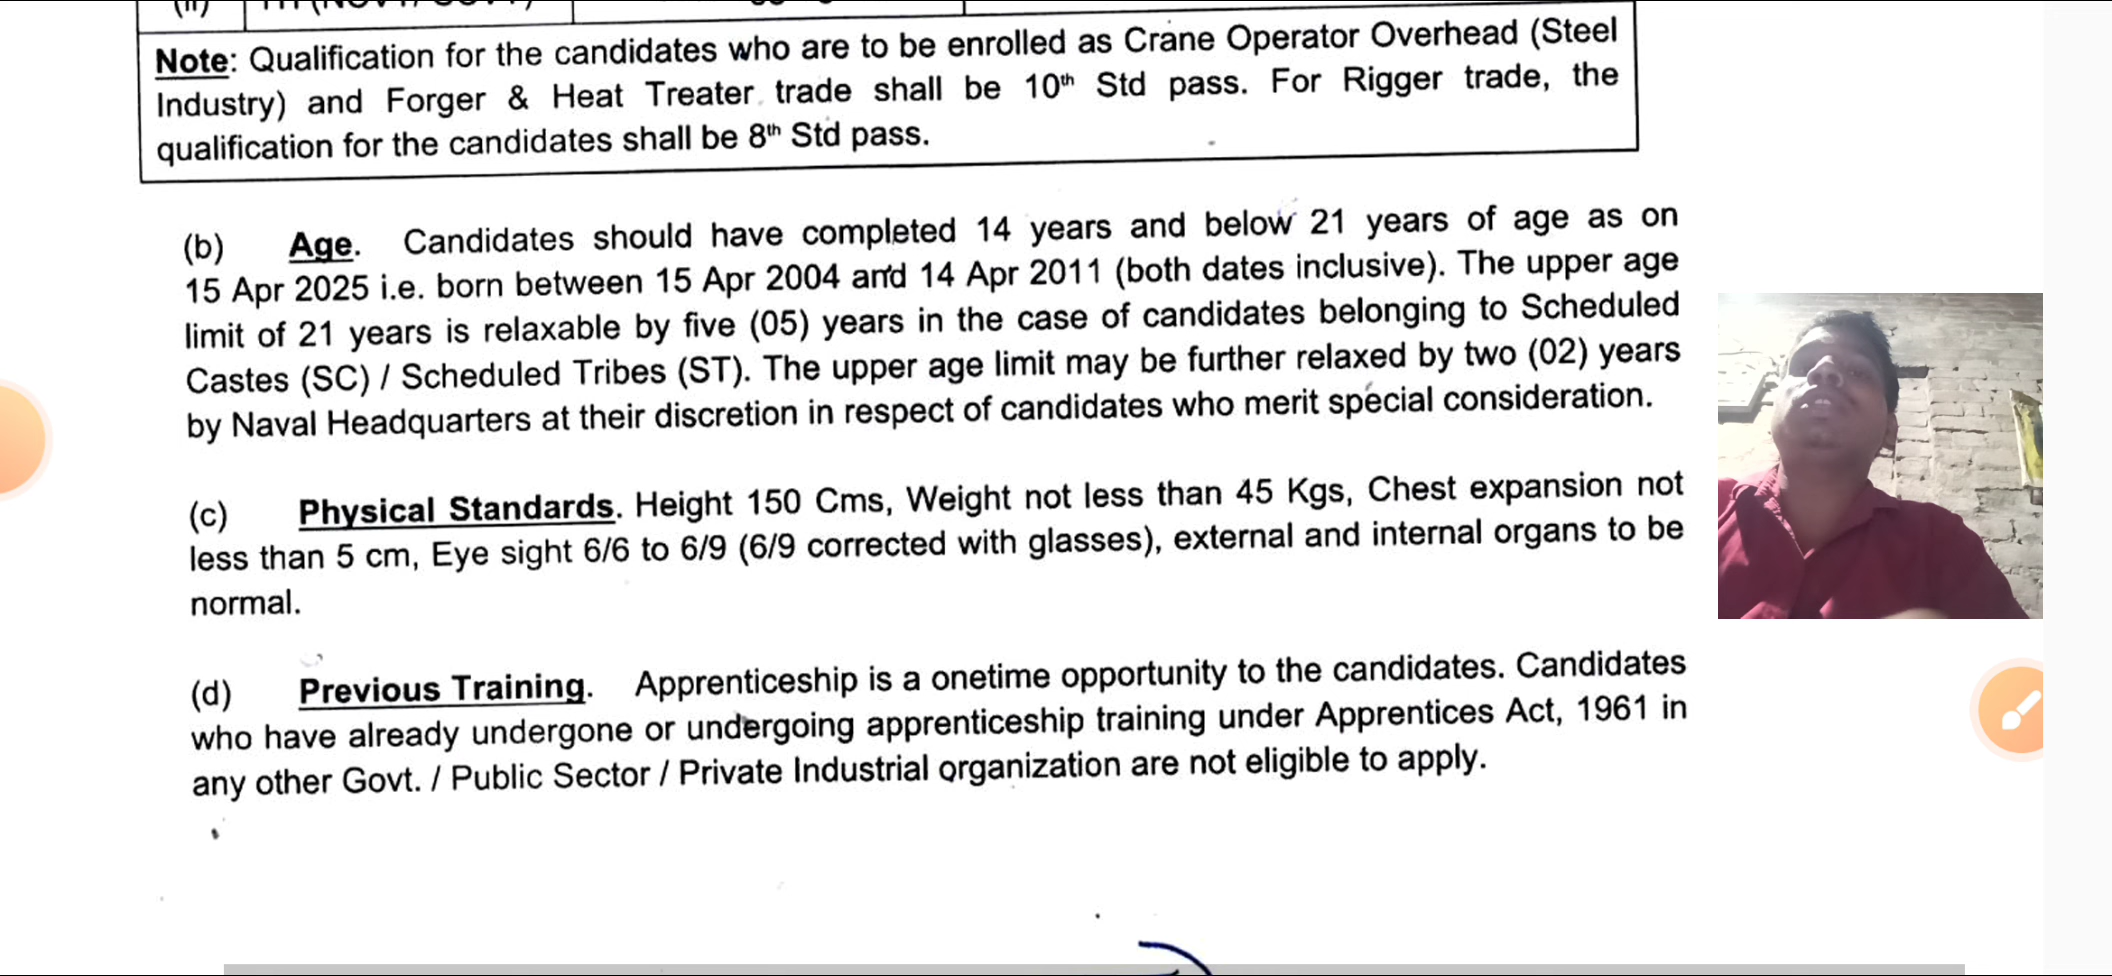 (ii)
Note: Qualification for the candidates who are to be enrolled as Crane Operator Overhead (Steel
Industry) and Forger & Heat Treater trade shall be 10th Std pass. For Rigger trade, the
qualification for the candidates shall be 8th Std pass.
(b) Age. Candidates should have completed 14 years and below 21 years of age as on
15 Apr 2025 i.e. born between 15 Apr 2004 and 14 Apr 2011 (both dates inclusive). The upper age
limit of 21 years is relaxable by five (05) years in the case of candidates belonging to Scheduled
Castes (SC) / Scheduled Tribes (ST). The upper age limit may be further relaxed by two (02) years
by Naval Headquarters at their discretion in respect of candidates who merit special consideration.
(c) Physical Standards. Height 150 Cms, Weight not less than 45 Kgs, Chest expansion not
less than 5 cm, Eye sight 6/6 to 6/9 (6/9 corrected with glasses), external and internal organs to be
normal.
(d) Previous Training. Apprenticeship is a onetime opportunity to the candidates. Candidates
who have already undergone or undergoing apprenticeship training under Apprentices Act, 1961 in
any other Govt. / Public Sector / Private Industrial organization are not eligible to apply.